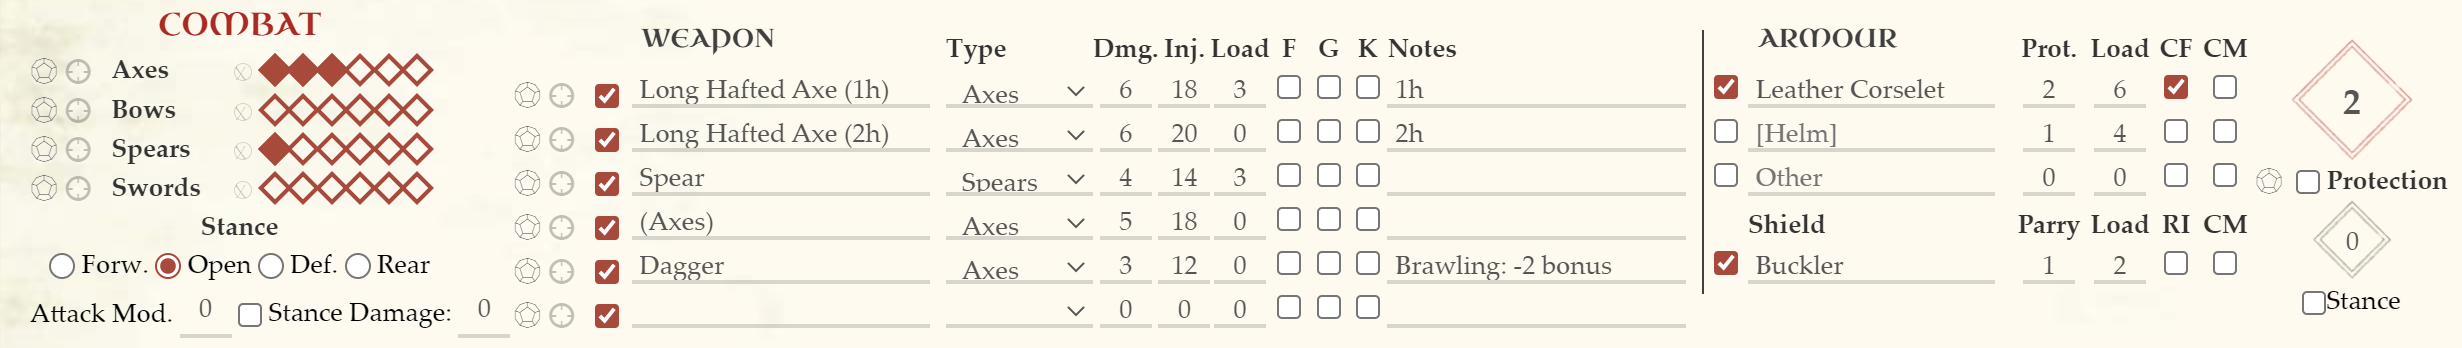 COMBAT
Axes
Bows
Spears
Swords
Stance
Forw. Open Def. Rear
Attack Mod. 0 Stance Damage: 0
WEAPON Type Dmg. Inj. Load F G K Notes
Long Hafted Axe (1h) Axes 6 18 3 1h
Long Hafted Axe (2h) Axes 6 20 0 2h
Spear Spears 4 14 3
(Axes) Axes 5 18 0
Dagger Axes 3 12 0 Brawling: -2 bonus
0 0 0
ARMOUR Prot. Load CF CM
Leather Corselet 2 6
[Helm] 1 4
Other 0 0
Shield Parry Load RI CM
Buckler 1 2
2
Protection
0
Stance